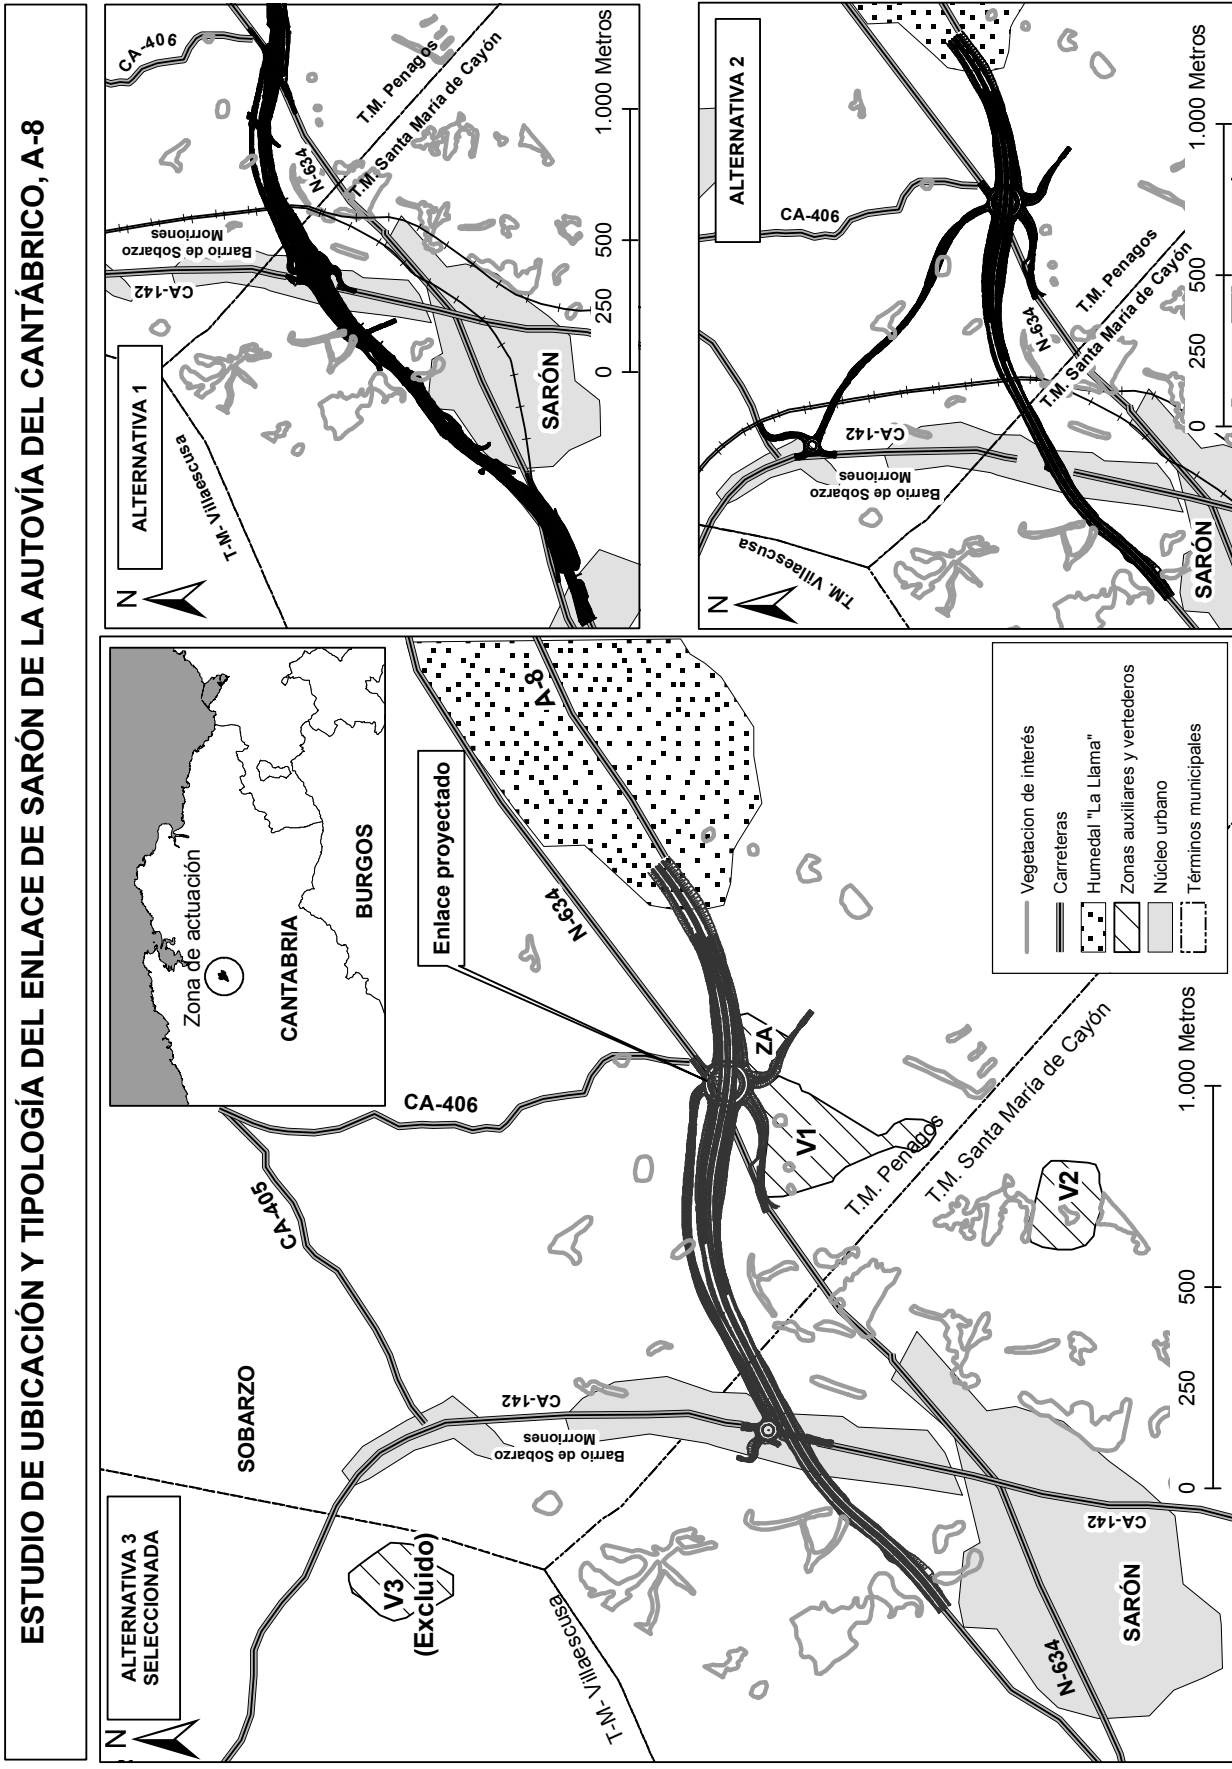 ESTUDIO DE UBICACIÓN Y TIPOLOGÍA DEL ENLACE DE SARÓN DE LA AUTOVÍA DEL CANTÁBRICO, A-8
ALTERNATIVA 3
SELECCIONADA
N
SOBARZO
V3
(Excluido)
T-M- Villaescusa
CA-405
CA-406
CA-142
Barrio de Sobarzo
Morriones
CA-142
N-634
SARÓN
N-634
A-8
Enlace proyectado
ZA
V1
V2
T.M. Penagos
T.M. Santa María de Cayón
0
250
500
1.000 Metros
Zona de actuación
CANTABRIA
BURGOS
Vegetacion de interés
Carreteras
Humedal "La Llama"
Zonas auxiliares y vertederos
Núcleo urbano
Términos municipales
ALTERNATIVA 1
N
T-M- Villaescusa
CA-142
Barrio de Sobarzo
Morriones
CA-406
N-634
T.M. Penagos
T.M. Santa María de Cayón
SARÓN
0
250
500
1.000 Metros
ALTERNATIVA 2
N
T.M. Villaescusa
Barrio de Sobarzo
Morriones
CA-142
CA-406
N-634
T.M. Penagos
T.M. Santa María de Cayón
SARÓN
0
250
500
1.000 Metros